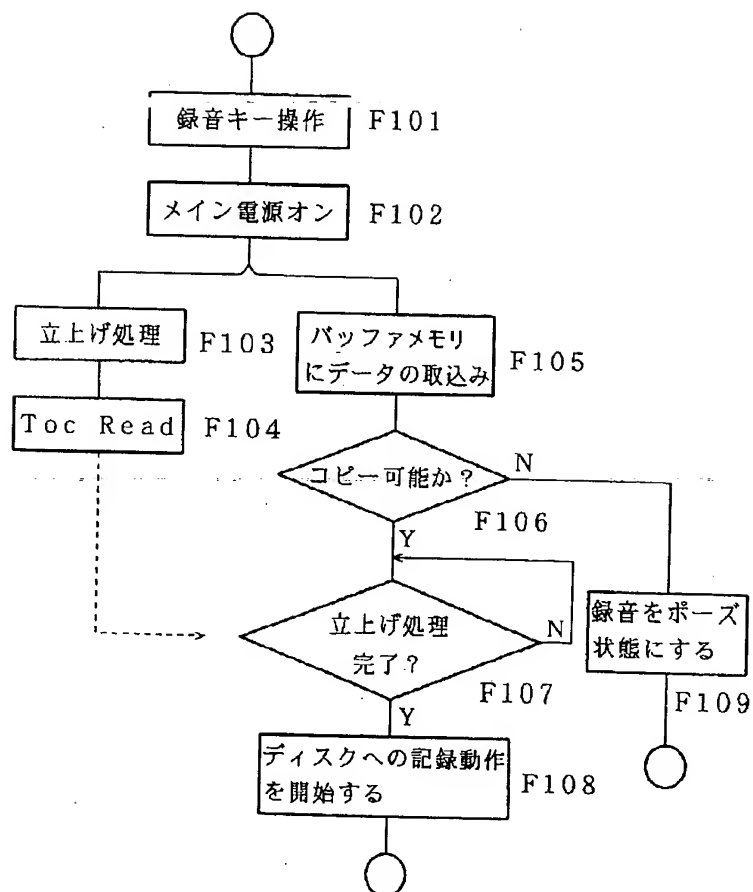 録音キー操作 F101
メイン電源オン F102
立上げ処理 F103
バッファメモリ
にデータの取込み F105
Toc Read F104
コピー可能か? N
F106
Y
立上げ処理
完了? N
F107
録音をポーズ
状態にする
F109
Y
ディスクへの記録動作
を開始する F108